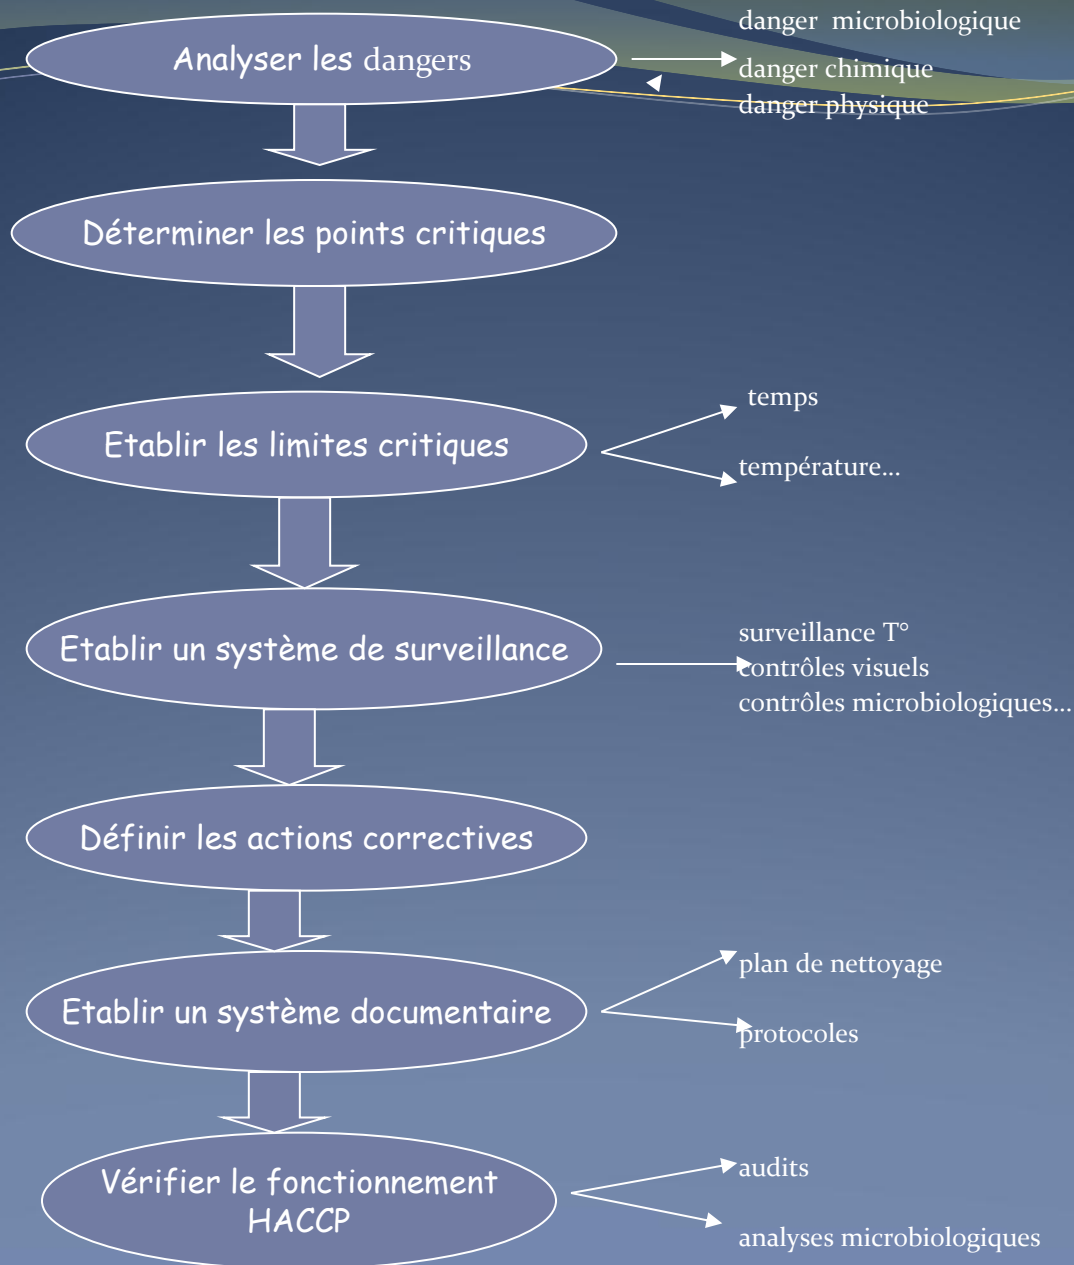 Analyser les dangers
danger microbiologique
danger chimique
danger physique
Déterminer les points critiques
Etablir les limites critiques
temps
température...
Etablir un système de surveillance
surveillance T°
contrôles visuels
contrôles microbiologiques...
Définir les actions correctives
Etablir un système documentaire
plan de nettoyage
protocoles
Vérifier le fonctionnement
HACCP
audits
analyses microbiologiques